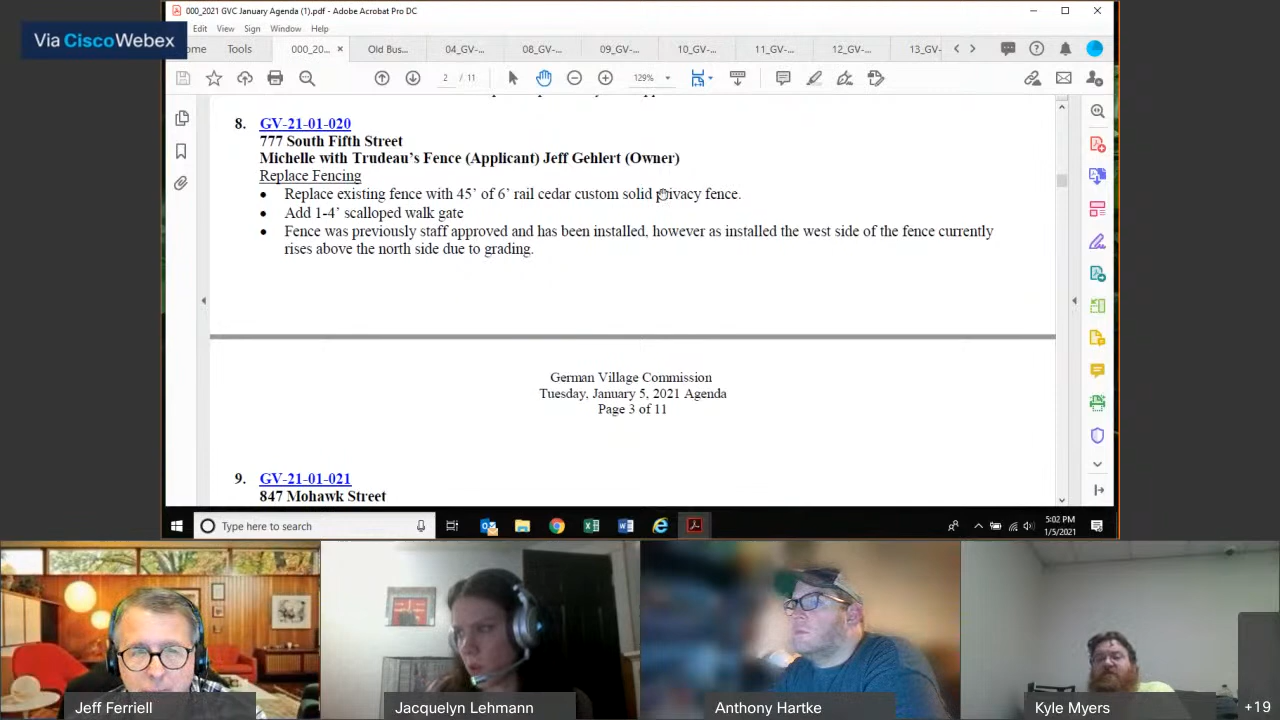 000_2021 GVC January Agenda (1).pdf - Adobe Acrobat Pro DC
Via CiscoWebex
Edit View Sign Window Help
ome Tools 000_20... × Old Bus... 04_GV-... 08_GV-... 09_GV-... 10_GV-... 11_GV-... 12_GV-... 13_GV-
2 / 11 129%
8. GV-21-01-020
777 South Fifth Street
Michelle with Trudeau’s Fence (Applicant) Jeff Gehlert (Owner)
Replace Fencing
• Replace existing fence with 45’ of 6’ rail cedar custom solid privacy fence.
• Add 1-4’ scalloped walk gate
• Fence was previously staff approved and has been installed, however as installed the west side of the fence currently
rises above the north side due to grading.
German Village Commission
Tuesday, January 5, 2021 Agenda
Page 3 of 11
9. GV-21-01-021
847 Mohawk Street
Type here to search
5:02 PM
1/5/2021
Jeff Ferriell
Jacquelyn Lehmann
Anthony Hartke
Kyle Myers
+19